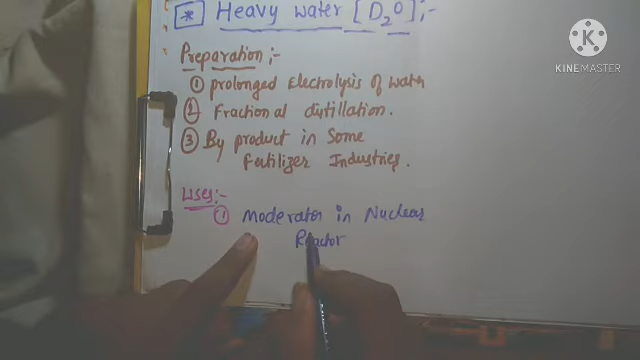 * Heavy water [D2O];-
Preparation;-
① prolonged Electrolysis of water
② Fractional dutillation.
③ By product in Some
Fertilizer Industries.
Uses:-
① Moderator in Nuclear
Reactor
KINEMASTER